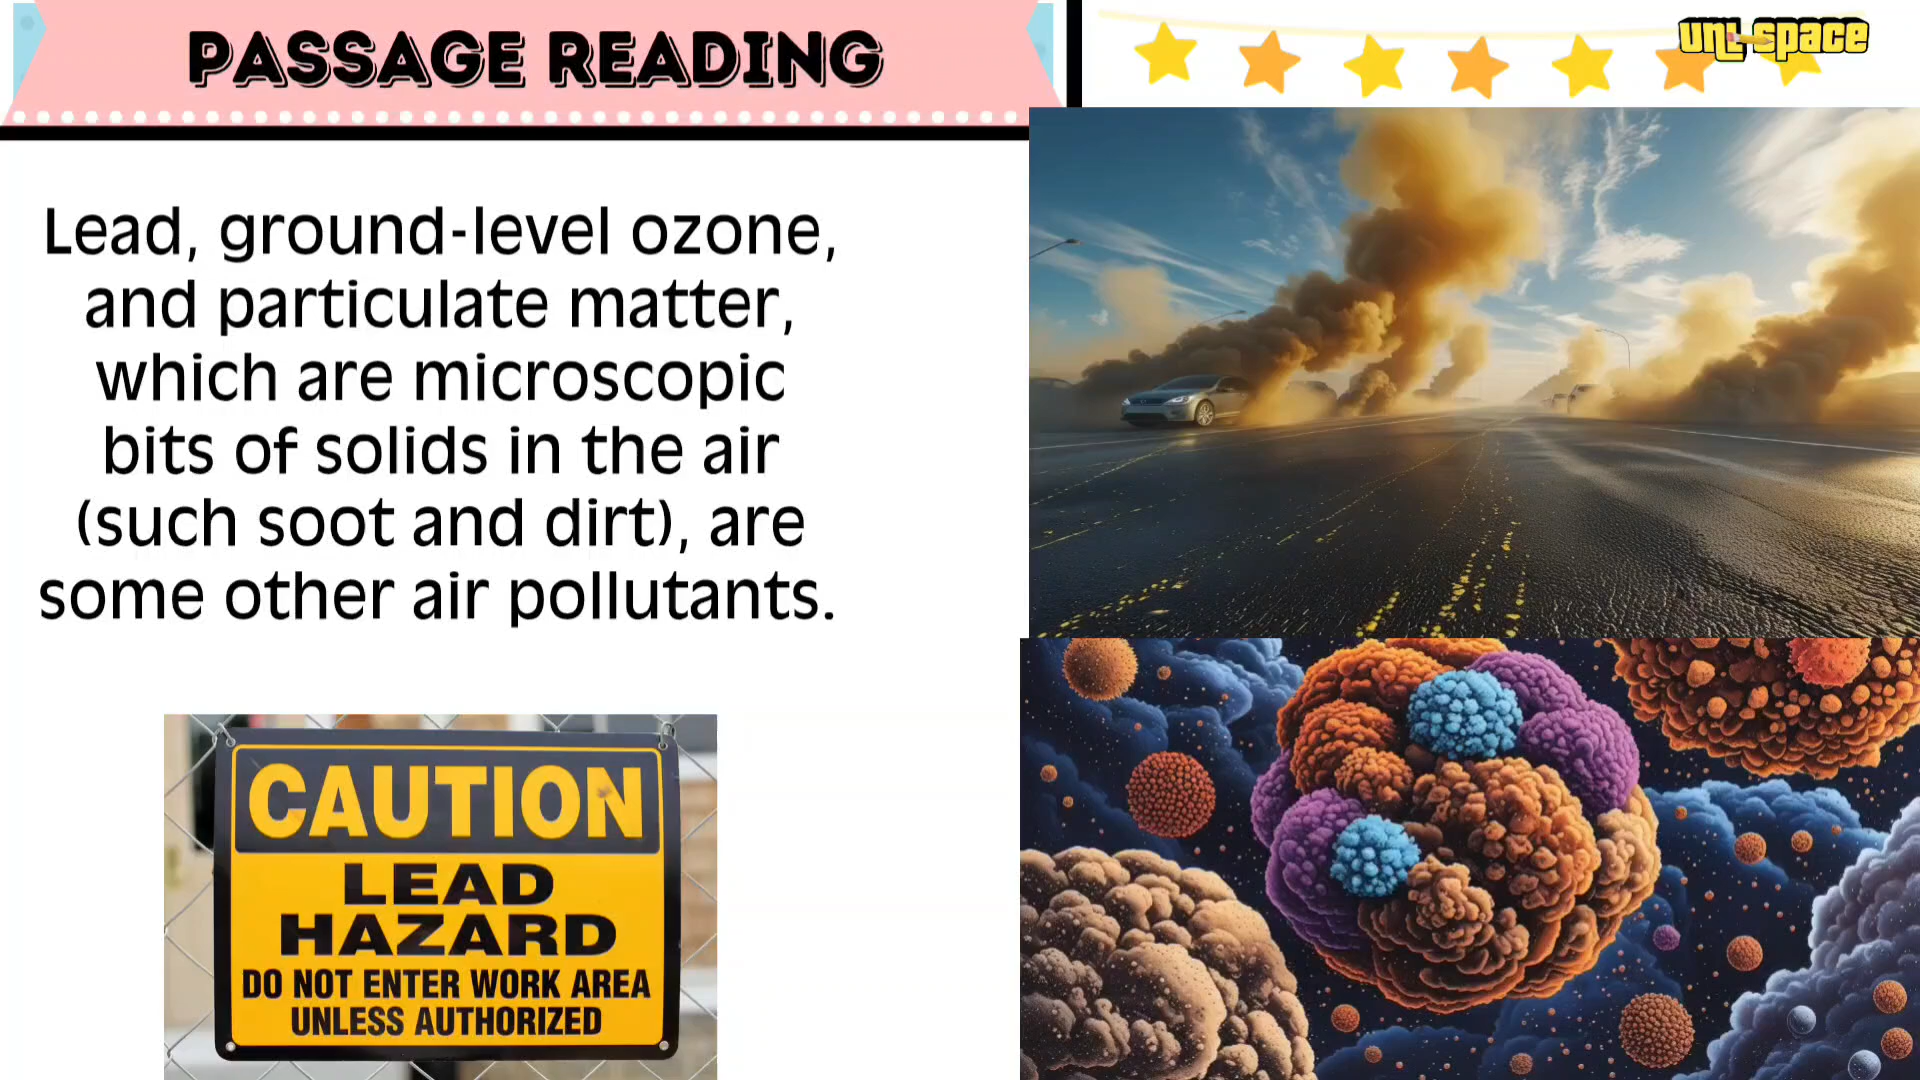 PASSAGE READING
uni space
Lead, ground-level ozone,
and particulate matter,
which are microscopic
bits of solids in the air
(such soot and dirt), are
some other air pollutants.
CAUTION
LEAD
HAZARD
DO NOT ENTER WORK AREA
UNLESS AUTHORIZED